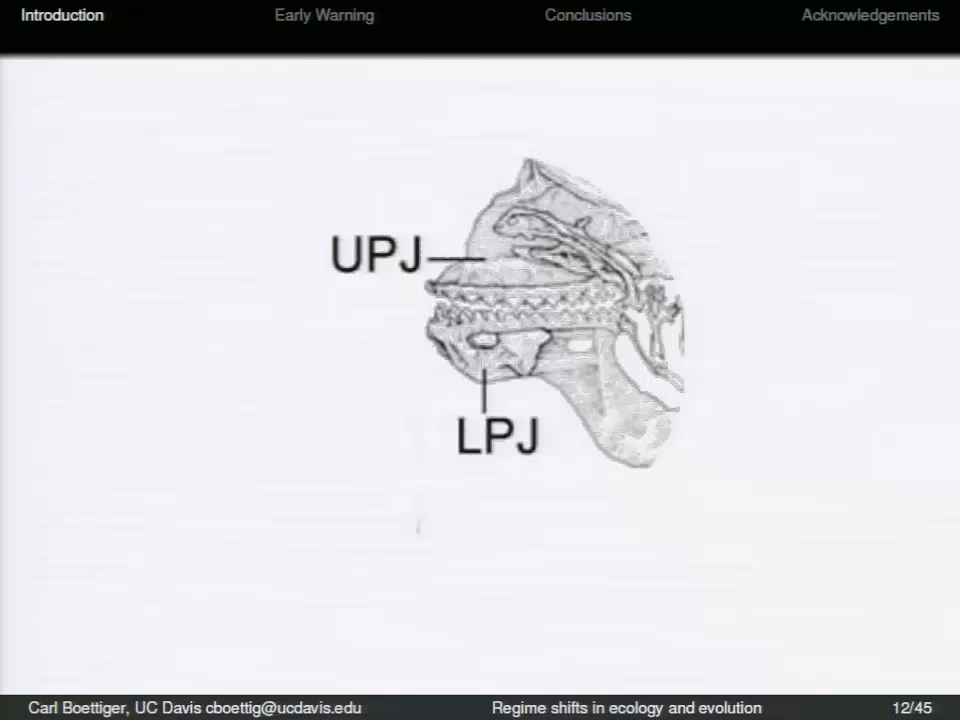 Introduction Early Warning Conclusions Acknowledgements
UPJ
LPJ
Carl Boettiger, UC Davis cboettig@ucdavis.edu Regime shifts in ecology and evolution 12/45